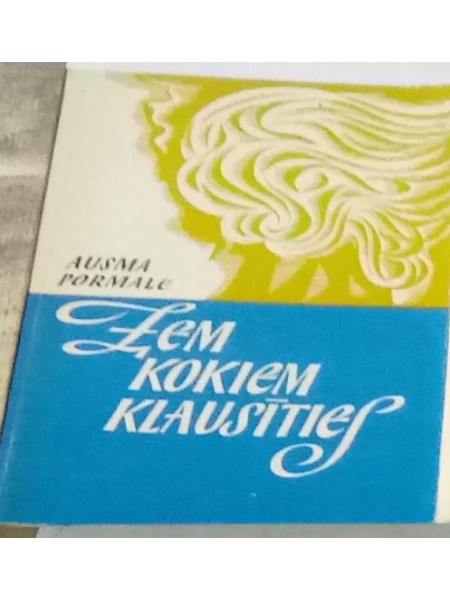 AUSMA
PORMALE
Zem
KOKIEM
KLAUSĪTIES